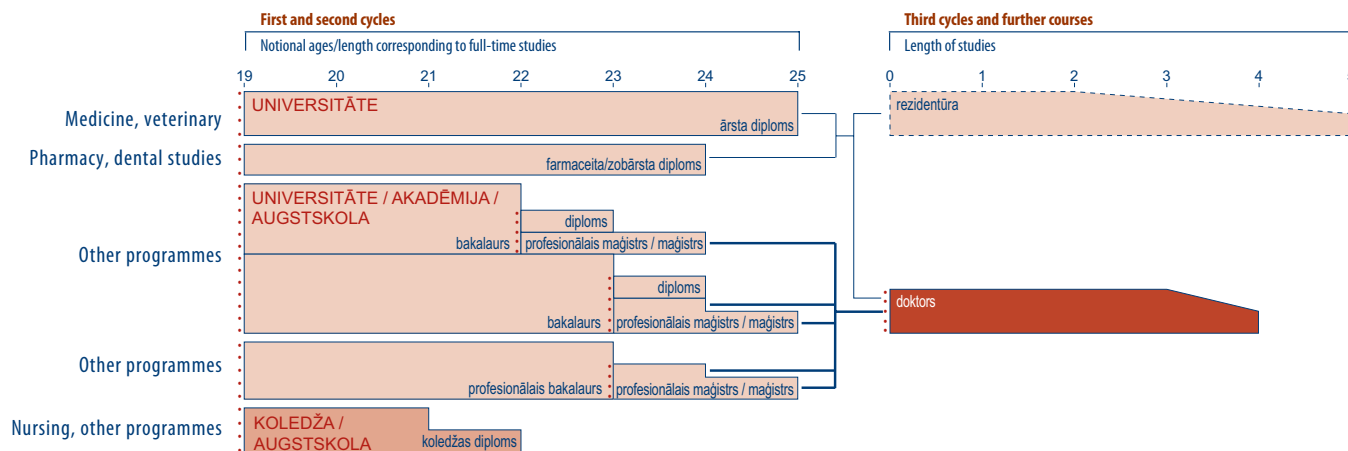 First and second cycles
Third cycles and further courses
Notional ages/length corresponding to full-time studies
Length of studies
19 20 21 22 23 24 25
0 1 2 3 4
Medicine, veterinary
UNIVERSITĀTE
ārsta diploms
rezidentūra
Pharmacy, dental studies
farmaceita/zobārsta diploms
UNIVERSITĀTE / AKADĒMIJA /
AUGSTSKOLA
diploms
bakalaurs
profesionālais maģistrs / maģistrs
Other programmes
diploms
bakalaurs
profesionālais maģistrs / maģistrs
doktors
Other programmes
profesionālais bakalaurs
profesionālais maģistrs / maģistrs
Nursing, other programmes
KOLEDŽA /
AUGSTSKOLA
koledžas diploms